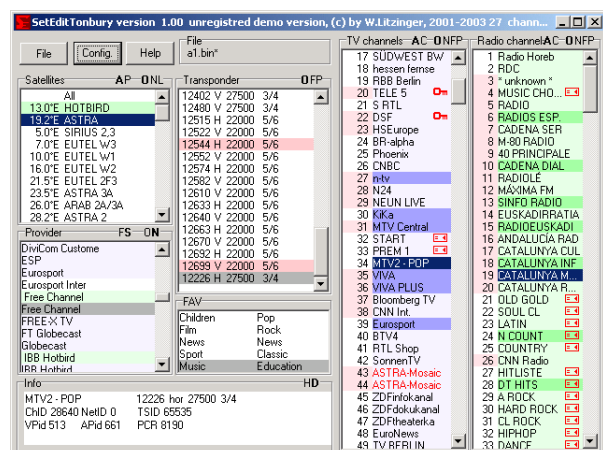 SetEditTonbury version 1.00 unregistred demo version, (c) by W.Litzinger, 2001-2003 27 chann...
File
Config.
Help
File
a1.bin*
Satellites AP ONL
All
13.0°E HOTBIRD
19.2°E ASTRA
5.0°E SIRIUS 2,3
7.0°E EUTEL W3
10.0°E EUTEL W1
16.0°E EUTEL W2
21.5°E EUTEL 2F3
23.5°E ASTRA 3A
26.0°E ARAB 2A/3A
28.2°E ASTRA 2
Provider FS ON
DiviCom Custome
ESP
Eurosport
Eurosport Inter
Free Channel
Free Channel
FREE-X TV
FT Globecast
Globecast
IBB Hotbird
IRR Hotbird
Transponder OFP
12402 V 27500 3/4
12480 V 27500 3/4
12515 H 22000 5/6
12522 V 22000 5/6
12544 H 22000 5/6
12552 V 22000 5/6
12574 H 22000 5/6
12582 V 22000 5/6
12610 V 22000 5/6
12633 H 22000 5/6
12640 V 22000 5/6
12663 H 22000 5/6
12670 V 22000 5/6
12692 H 22000 5/6
12699 V 22000 5/6
12226 H 27500 3/4
FAV
Children Pop
Film Rock
News News
Sport Classic
Music Education
Info HD
MTV2 - POP 12226 hor 27500 3/4
ChID 28640 NetID 0 TSID 65535
VPid 513 APid 661 PCR 8190
TV channels AC ONFP
17 SÜDWEST BW
18 hessen fernse
19 RBB Berlin
20 TELE 5
21 S RTL
22 DSF
23 HSEurope
24 BR-alpha
25 Phoenix
26 CNBC
27 n-tv
28 N24
29 NEUN LIVE
30 KiKa
31 MTV Central
32 START
33 PREM 1
34 MTV2 - POP
35 VIVA
36 VIVA PLUS
37 Bloomberg TV
38 CNN Int.
39 Eurosport
40 BTV4
41 RTL Shop
42 SonnenTV
43 ASTRA-Mosaic
44 ASTRA-Mosaic
45 ZDFinfokanal
46 ZDFdokukanal
47 ZDFtheaterka
48 EuroNews
49 TV BERLIN
Radio channels AC ONFP
1 Radio Horeb
2 RDC
3 * unknown *
4 MUSIC CHO...
5 RADIO
6 RADIOS ESP.
7 CADENA SER
8 M-80 RADIO
9 40 PRINCIPALE
10 CADENA DIAL
11 RADIOLÉ
12 MÁXIMA FM
13 SINFO RADIO
14 EUSKADIRRATIA
15 RADIOEUSKADI
16 ANDALUCÍA RAD
17 CATALUNYA CUL
18 CATALUNYA INF
19 CATALUNYA M...
20 CATALUNYA R...
21 OLD GOLD
22 SOUL CL
23 LATIN
24 N COUNT
25 COUNTRY
26 CNN Radio
27 HITLISTE
28 DT HITS
29 A ROCK
30 HARD ROCK
31 CL ROCK
32 HIPHOP
33 DANCE